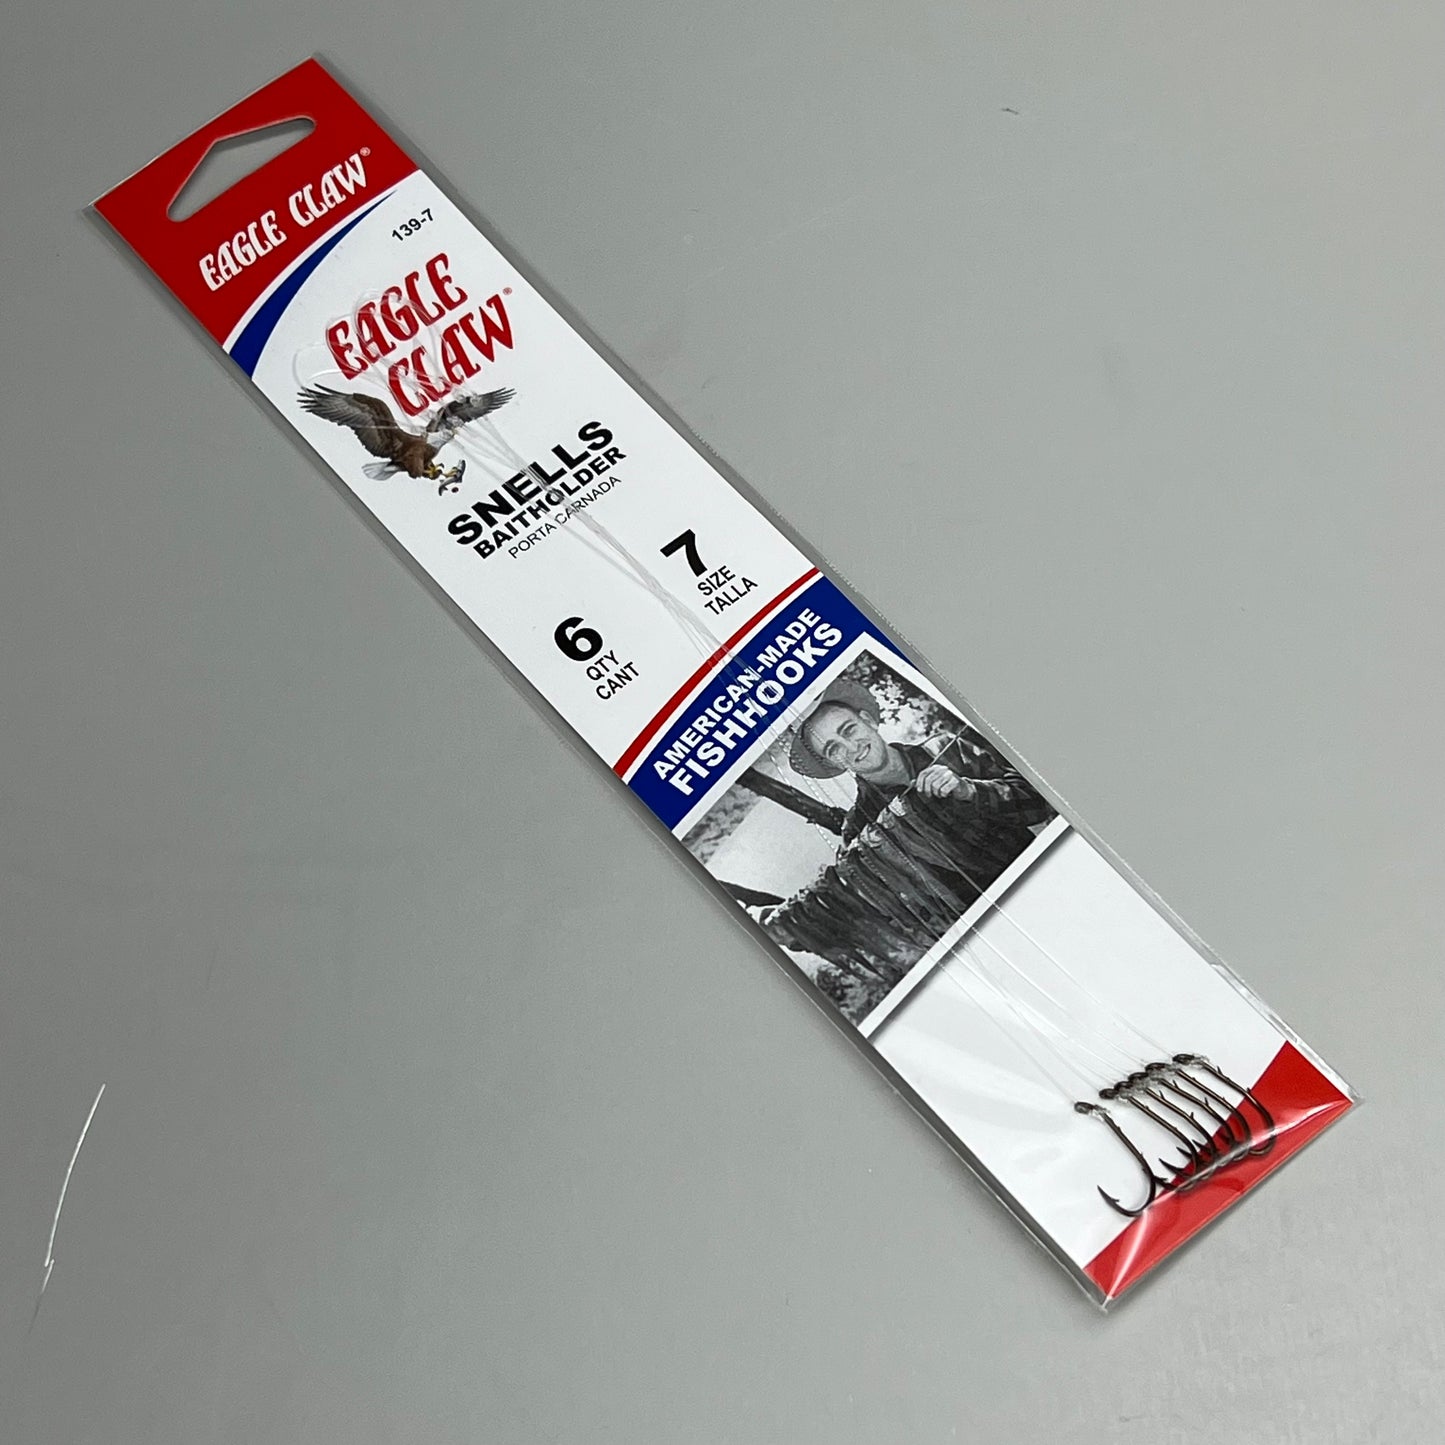 EAGLE CLAW®
139-7
EAGLE
CLAW®
SNELLS
BAITHOLDER
PORTA CARNADA
7
SIZE
TALLA
6
QTY
CANT
AMERICAN-MADE
FISHHOOKS